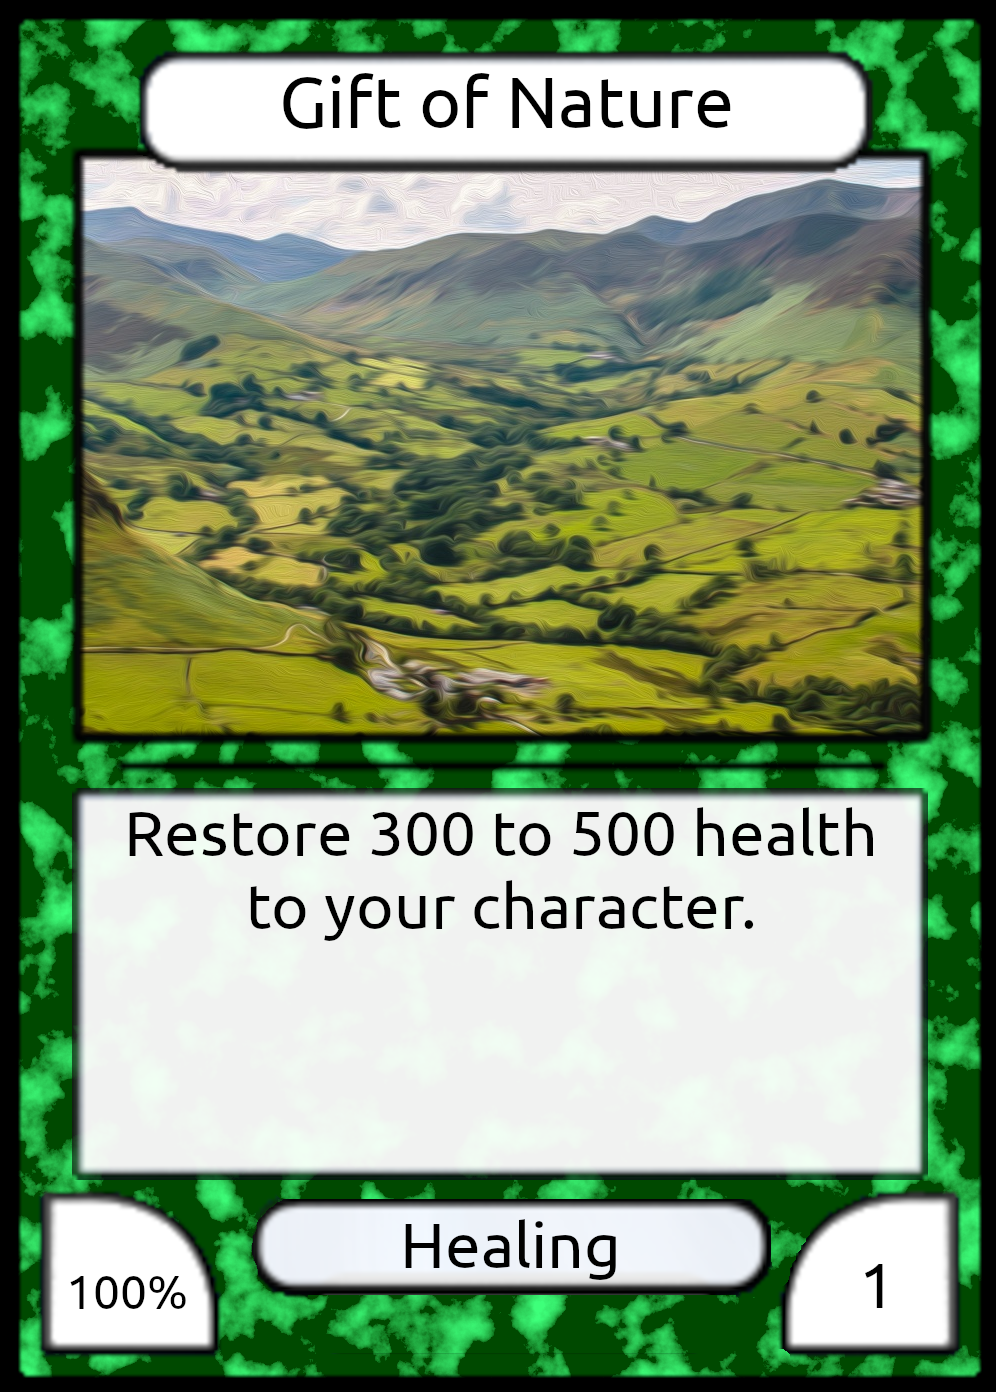 Gift of Nature
Restore 300 to 500 health
to your character.
100%
Healing
1